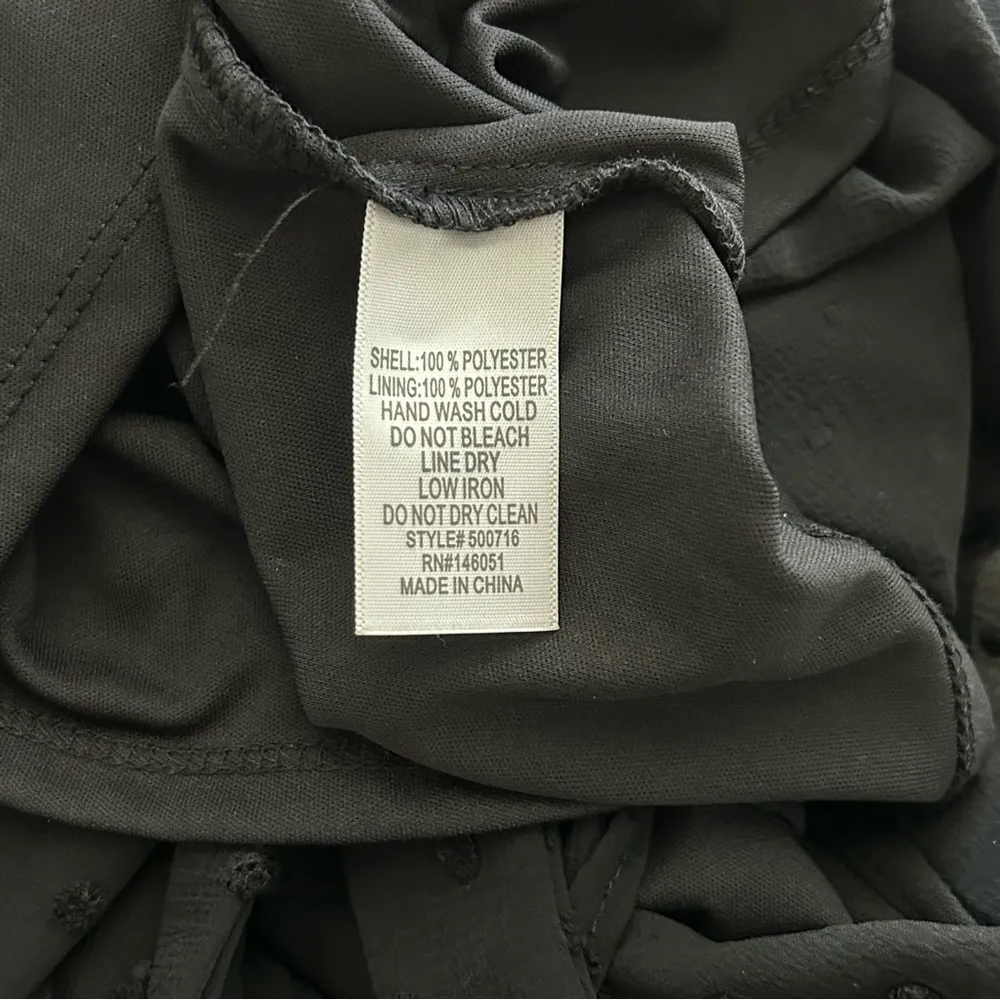 SHELL:100 % POLYESTER
LINING:100 % POLYESTER
HAND WASH COLD
DO NOT BLEACH
LINE DRY
LOW IRON
DO NOT DRY CLEAN
STYLE# 500716
RN#146051
MADE IN CHINA